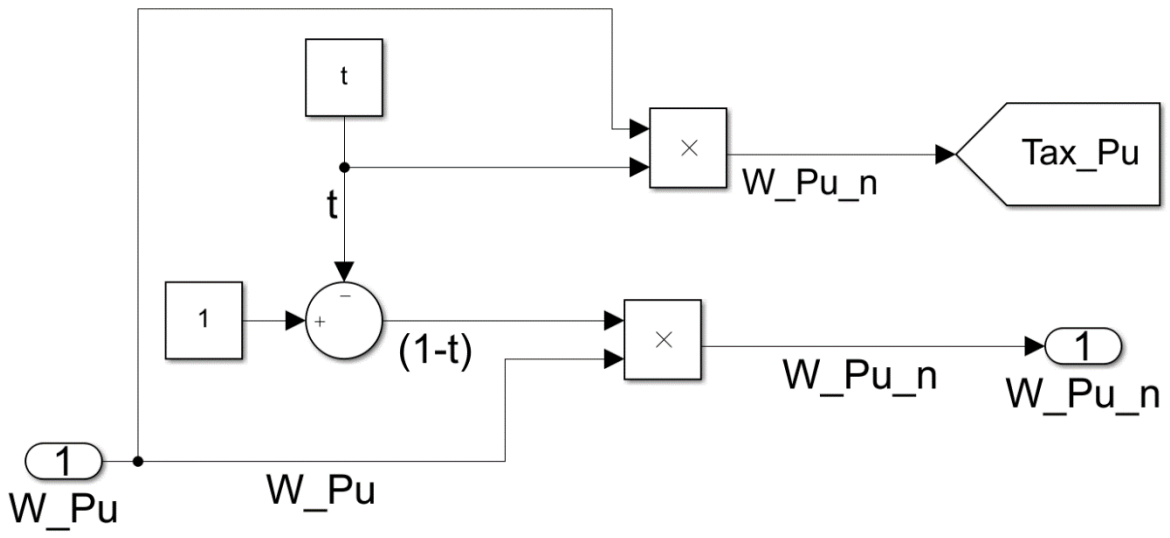 t
×
Tax_Pu
W_Pu_n
t
−
1
+
(1-t)
×
W_Pu_n
1
W_Pu_n
1
W_Pu
W_Pu